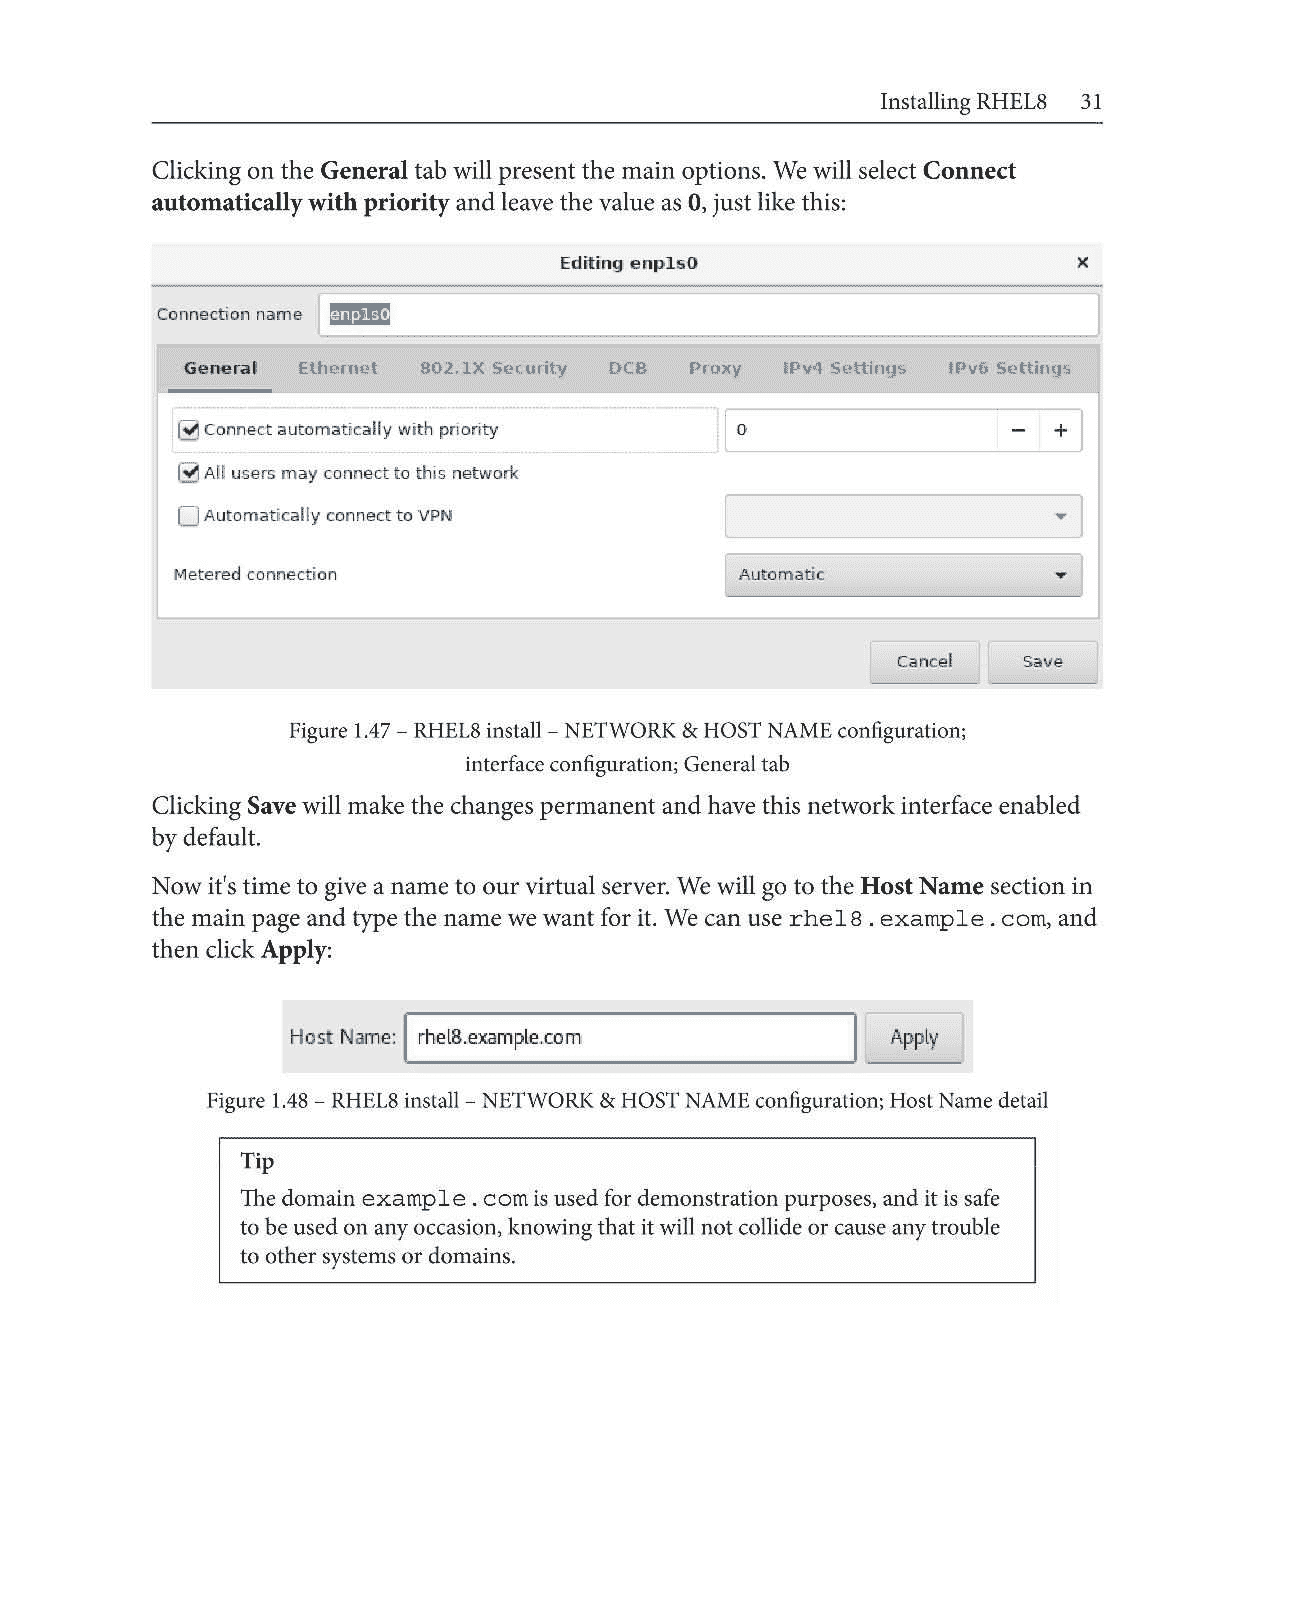 Installing RHEL8 31
Clicking on the General tab will present the main options. We will select Connect
automatically with priority and leave the value as 0, just like this:
Editing enp1s0 ×
Connection name enp1s0
General Ethernet 802.1X Security DCB Proxy IPv4 Settings IPv6 Settings
Connect automatically with priority 0 − +
All users may connect to this network
Automatically connect to VPN
Metered connection Automatic
Cancel Save
Figure 1.47 – RHEL8 install – NETWORK & HOST NAME configuration;
interface configuration; General tab
Clicking Save will make the changes permanent and have this network interface enabled
by default.
Now it's time to give a name to our virtual server. We will go to the Host Name section in
the main page and type the name we want for it. We can use rhel8.example.com, and
then click Apply:
Host Name: rhel8.example.com Apply
Figure 1.48 – RHEL8 install – NETWORK & HOST NAME configuration; Host Name detail
Tip
The domain example.com is used for demonstration purposes, and it is safe
to be used on any occasion, knowing that it will not collide or cause any trouble
to other systems or domains.